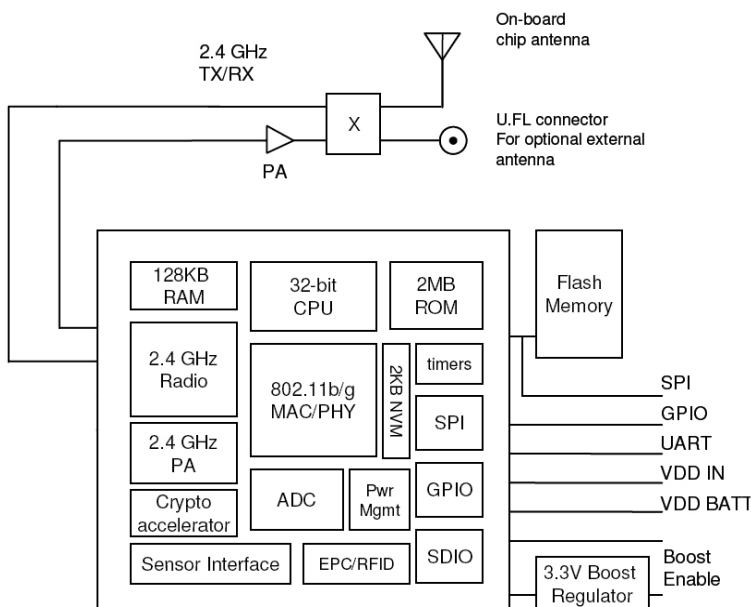 On-board
chip antenna
2.4 GHz
TX/RX
X
U.FL connector
For optional external
antenna
PA
128KB
RAM
32-bit
CPU
2MB
ROM
Flash
Memory
2.4 GHz
Radio
802.11b/g
MAC/PHY
2KB NVM
timers
SPI
SPI
GPIO
UART
2.4 GHz
PA
VDD IN
ADC
Pwr
Mgmt
GPIO
VDD BATT
Crypto
accelerator
Sensor Interface
EPC/RFID
SDIO
3.3V Boost
Regulator
Boost
Enable